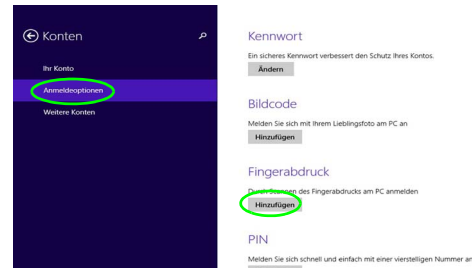 Konten
Ihr Konto
Anmeldeoptionen
Weitere Konten
Kennwort
Ein sicheres Kennwort verbessert den Schutz Ihres Kontos.
Ändern
Bildcode
Melden Sie sich mit Ihrem Lieblingsfoto am PC an
Hinzufügen
Fingerabdruck
Durch Scannen des Fingerabdrucks am PC anmelden
Hinzufügen
PIN
Melden Sie sich schnell und einfach mit einer vierstelligen Nummer an